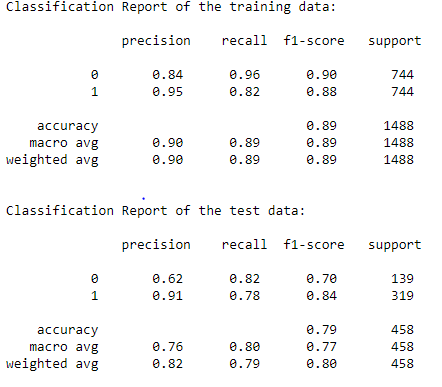 Classification Report of the training data:
precision recall f1-score support
0 0.84 0.96 0.90 744
1 0.95 0.82 0.88 744
accuracy 0.89 1488
macro avg 0.90 0.89 0.89 1488
weighted avg 0.90 0.89 0.89 1488
Classification Report of the test data:
precision recall f1-score support
0 0.62 0.82 0.70 139
1 0.91 0.78 0.84 319
accuracy 0.79 458
macro avg 0.76 0.80 0.77 458
weighted avg 0.82 0.79 0.80 458